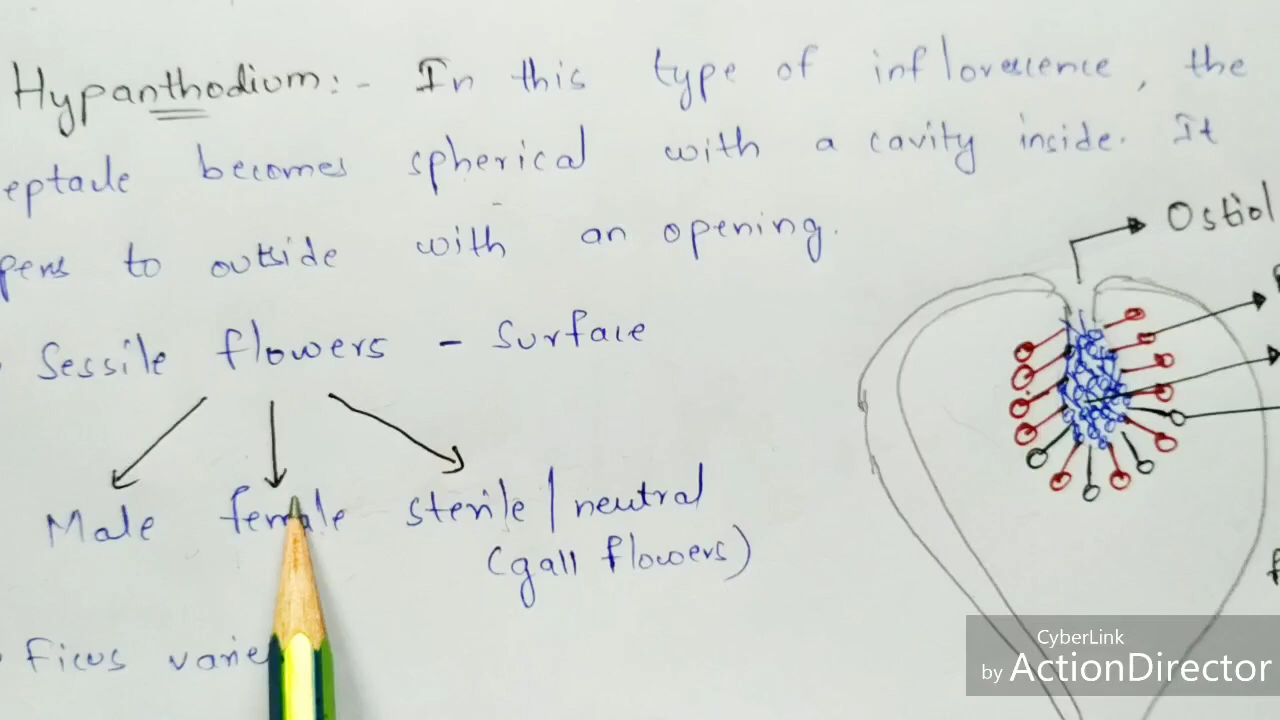 Hypanthodium:- In this type of inflorescence, the
eptacle becomes spherical with a cavity inside. It
pens to outside with an opening.
Ostiol
Sessile flowers - Surface
Male female sterile / neutral
(gall flowers)
Ficus varie
CyberLink
by ActionDirector